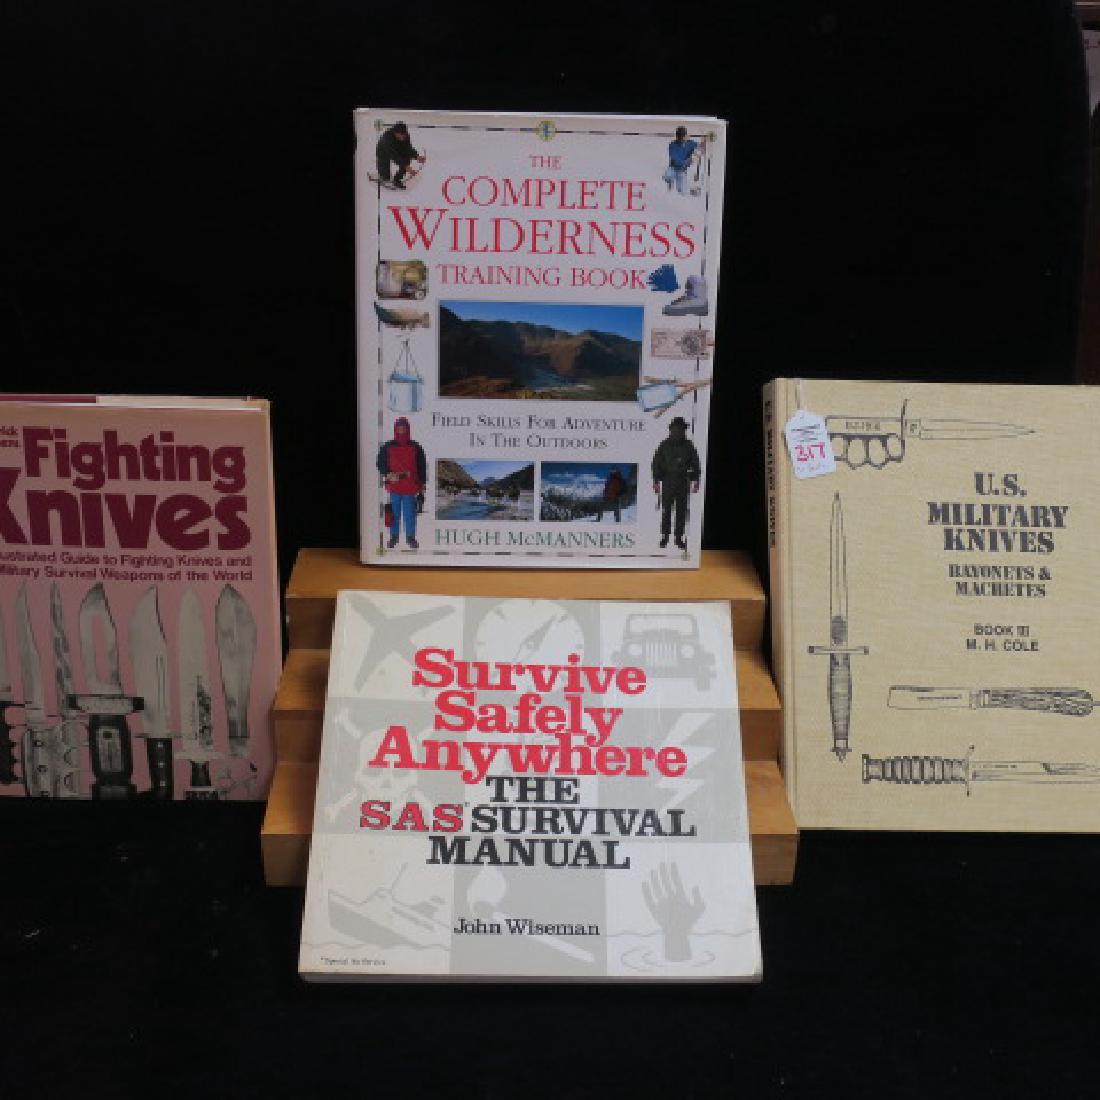 THE
COMPLETE
WILDERNESS
TRAINING BOOK
FIELD SKILLS FOR ADVENTURE
IN THE OUTDOORS
HUGH MCMANNERS
Fighting
Knives
Guide to Fighting Knives and
Survival Weapons of the World
Survive
Safely
Anywhere
THE
SAS* SURVIVAL
MANUAL
John Wiseman
317
U.S.
MILITARY
KNIVES
BAYONETS &
MACHETES
BOOK III
M. H. COLE